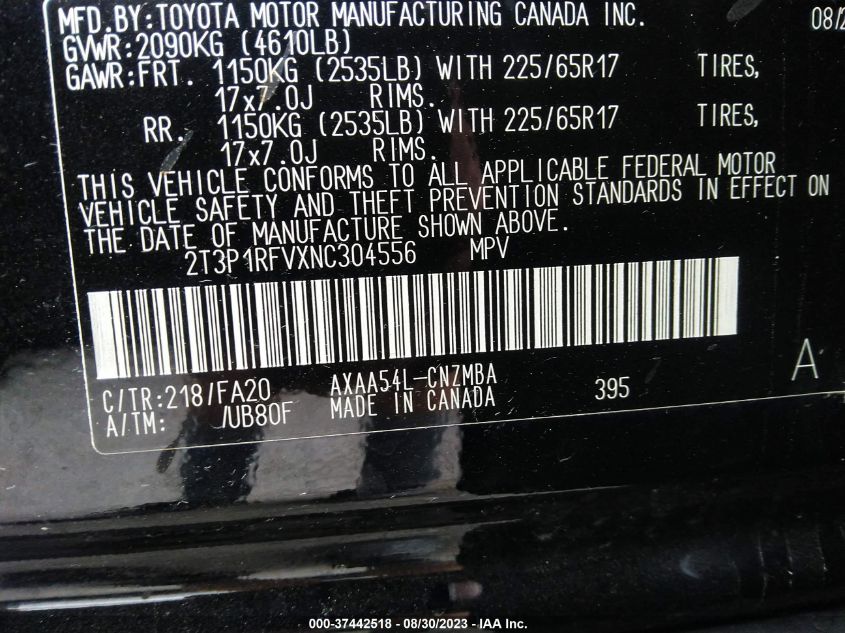 MFD.BY:TOYOTA MOTOR MANUFACTURING CANADA INC. 08/2
GVWR:2090KG (4610LB)
GAWR:FRT. 1150KG (2535LB) WITH 225/65R17 TIRES,
17x7.0J RIMS.
RR. 1150KG (2535LB) WITH 225/65R17 TIRES,
17x7.0J RIMS.
THIS VEHICLE CONFORMS TO ALL APPLICABLE FEDERAL MOTOR
VEHICLE SAFETY AND THEFT PREVENTION STANDARDS IN EFFECT ON
THE DATE OF MANUFACTURE SHOWN ABOVE.
2T3P1RFVXNC304556 MPV
C/TR:218/FA20 AXAA54L-CNZMBA 395 A
A/TM: /UB80F MADE IN CANADA
000-37442518 - 08/30/2023 - IAA Inc.